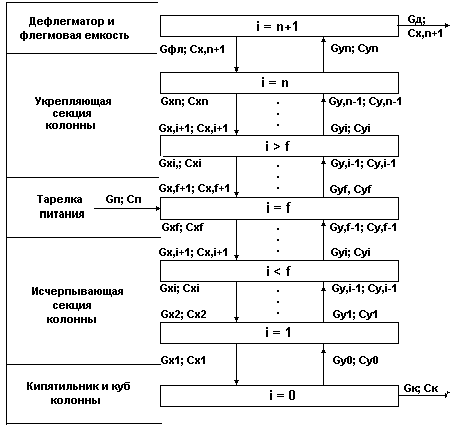 Дефлегматор и
флегмовая емкость
i = n+1
Gд;
Cx,n+1
Gфл; Cx,n+1
Gyn; Cyn
i = n
Gxn; Cxn
Gy,n-1; Cy,n-1
Укрепляющая
секция
колонны
Gx,i+1; Cx,i+1
Gyi; Cyi
i > f
Gxi,; Cxi
Gy,i-1; Cy,i-1
Gx,f+1; Cx,f+1
Gyf, Cyf
Тарелка
питания
Gп; Cп
i = f
Gxf; Cxf
Gy,f-1; Cy,f-1
Gx,i+1; Cx,i+1
Gyi; Cyi
i < f
Исчерпывающая
секция
колонны
Gxi; Cxi
Gy,i-1; Cy,i-1
Gx2; Cx2
Gy1; Cy1
i = 1
Gx1; Cx1
Gy0; Cy0
Кипятильник и куб
колонны
i = 0
Gк; Cк